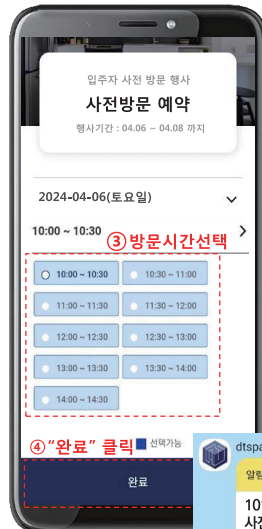 입주자 사전 방문 행사
사전방문 예약
행사기간 : 04.06 ~ 04.08 까지
2024-04-06(토요일)
10:00 ~ 10:30
③방문시간선택
10:00 ~ 10:30 10:30 ~ 11:00
11:00 ~ 11:30 11:30 ~ 12:00
12:00 ~ 12:30 12:30 ~ 13:00
13:00 ~ 13:30 13:30 ~ 14:00
14:00 ~ 14:30
④"완료" 클릭 선택가능
완료
dtspa
알림
10